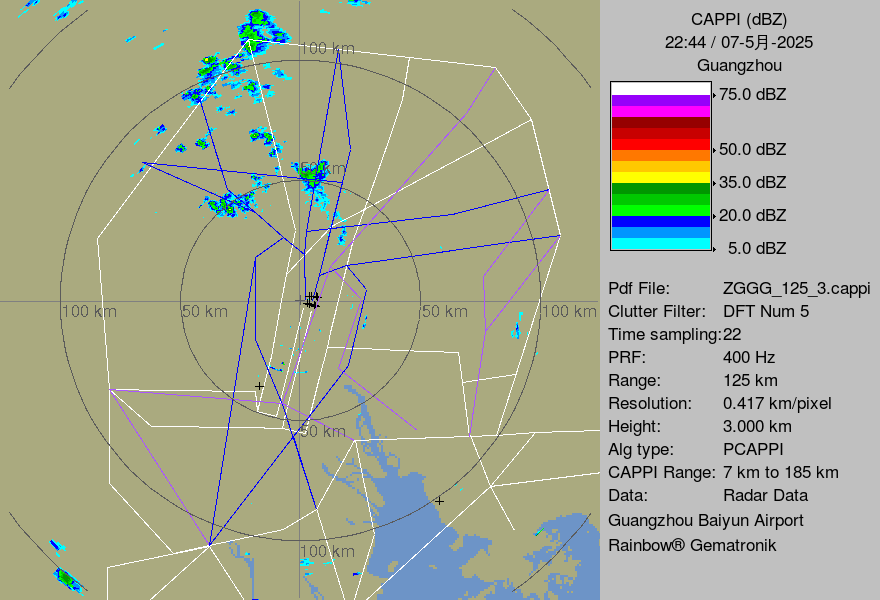 CAPPI (dBZ)
22:44 / 07-5月-2025
Guangzhou
75.0 dBZ
50.0 dBZ
35.0 dBZ
20.0 dBZ
5.0 dBZ
Pdf File: ZGGG_125_3.cappi
Clutter Filter: DFT Num 5
Time sampling:22
PRF: 400 Hz
Range: 125 km
Resolution: 0.417 km/pixel
Height: 3.000 km
Alg type: PCAPPI
CAPPI Range: 7 km to 185 km
Data: Radar Data
Guangzhou Baiyun Airport
Rainbow® Gematronik
100 km
50 km
100 km
50 km
50 km
100 km
50 km
100 km